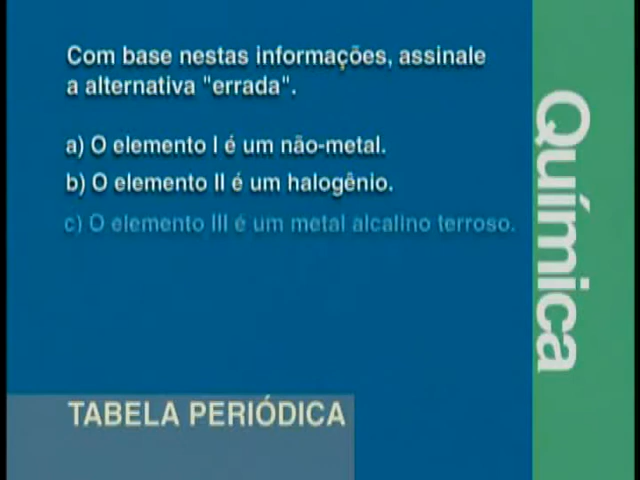 Com base nestas informações, assinale
a alternativa "errada".
a) O elemento I é um não-metal.
b) O elemento II é um halogênio.
c) O elemento III é um metal alcalino terroso.
TABELA PERIÓDICA
Química